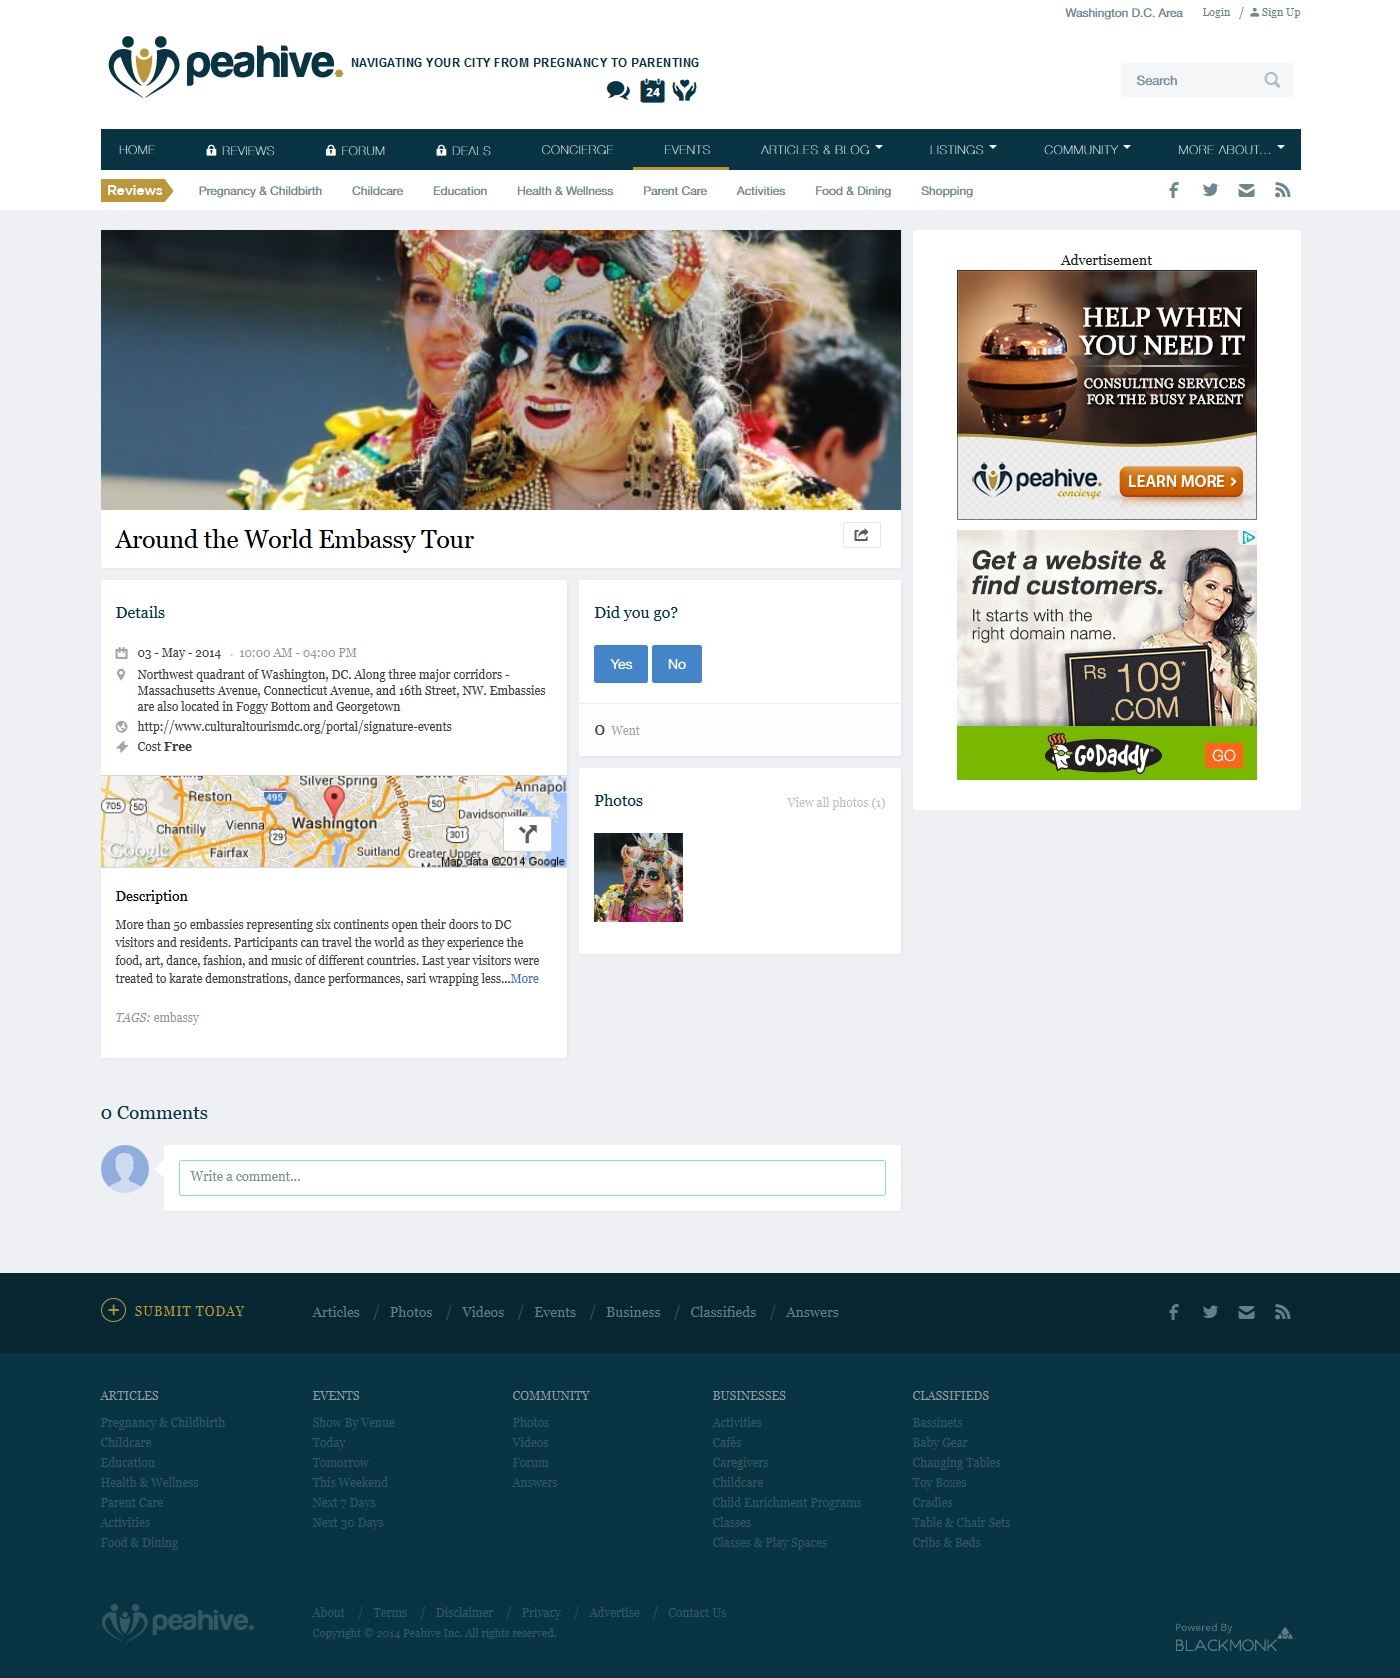 Washington D.C. Area Login / Sign Up
peahive. NAVIGATING YOUR CITY FROM PREGNANCY TO PARENTING
24
Search
HOME REVIEWS FORUM DEALS CONCIERGE EVENTS ARTICLES & BLOG LISTINGS COMMUNITY MORE ABOUT...
Reviews Pregnancy & Childbirth Childcare Education Health & Wellness Parent Care Activities Food & Dining Shopping
Around the World Embassy Tour
Details
03 - May - 2014 . 10:00 AM - 04:00 PM
Northwest quadrant of Washington, DC. Along three major corridors -
Massachusetts Avenue, Connecticut Avenue, and 16th Street, NW. Embassies
are also located in Foggy Bottom and Georgetown
http://www.culturaltourismdc.org/portal/signature-events
Cost Free
Silver Spring
Reston 495 Annapol
705 50 50 Davidsonville
Chantilly Vienna Washington 301
29
Google Fairfax Suitland Greater Upper
Map data ©2014 Google
Description
More than 50 embassies representing six continents open their doors to DC
visitors and residents. Participants can travel the world as they experience the
food, art, dance, fashion, and music of different countries. Last year visitors were
treated to karate demonstrations, dance performances, sari wrapping less...More
TAGS: embassy
Did you go?
Yes No
0 Went
Photos View all photos (1)
Advertisement
HELP WHEN
YOU NEED IT
CONSULTING SERVICES
FOR THE BUSY PARENT
peahive. LEARN MORE
concierge
Get a website &
find customers.
It starts with the
right domain name.
Rs 109*
.COM
GoDaddy GO
0 Comments
Write a comment...
SUBMIT TODAY Articles / Photos / Videos / Events / Business / Classifieds / Answers
ARTICLES
Pregnancy & Childbirth
Childcare
Education
Health & Wellness
Parent Care
Activities
Food & Dining
EVENTS
Show By Venue
Today
Tomorrow
This Weekend
Next 7 Days
Next 30 Days
COMMUNITY
Photos
Videos
Forum
Answers
BUSINESSES
Activities
Cafés
Caregivers
Childcare
Child Enrichment Programs
Classes
Classes & Play Spaces
CLASSIFIEDS
Bassinets
Baby Gear
Changing Tables
Toy Boxes
Cradles
Table & Chair Sets
Cribs & Beds
peahive.
About / Terms / Disclaimer / Privacy / Advertise / Contact Us
Copyright © 2014 Peahive Inc. All rights reserved.
Powered By
BLACKMONK